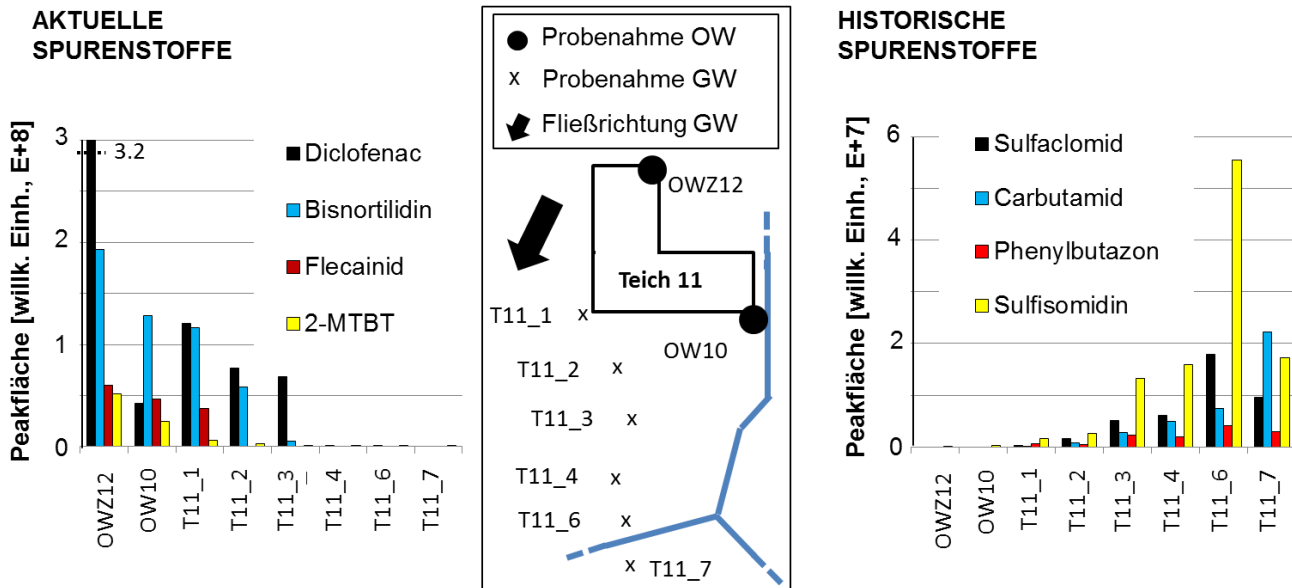 AKTUELLE
SPURENSTOFFE
Peakfläche [willk. Einh., E+8]
3
2
1
0
3.2
Diclofenac
Bisnortilidin
Flecainid
2-MTBT
OWZ12
OW10
T11_1
T11_2
T11_3_
T11_4
T11_6
T11_7
Probenahme OW
x Probenahme GW
Fließrichtung GW
OWZ12
Teich 11
OW10
T11_1 x
T11_2 x
T11_3 x
T11_4 x
T11_6 x
x T11_7
HISTORISCHE
SPURENSTOFFE
Peakfläche [willk. Einh., E+7]
6
4
2
0
Sulfaclomid
Carbutamid
Phenylbutazon
Sulfisomidin
OWZ12
OW10
T11_1
T11_2
T11_3
T11_4
T11_6
T11_7